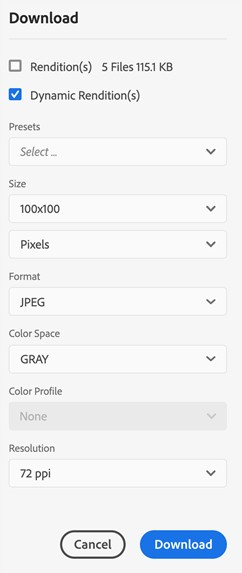 Download
Rendition(s) 5 Files 115.1 KB
Dynamic Rendition(s)
Presets
Select ...
Size
100x100
Pixels
Format
JPEG
Color Space
GRAY
Color Profile
None
Resolution
72 ppi
Cancel Download